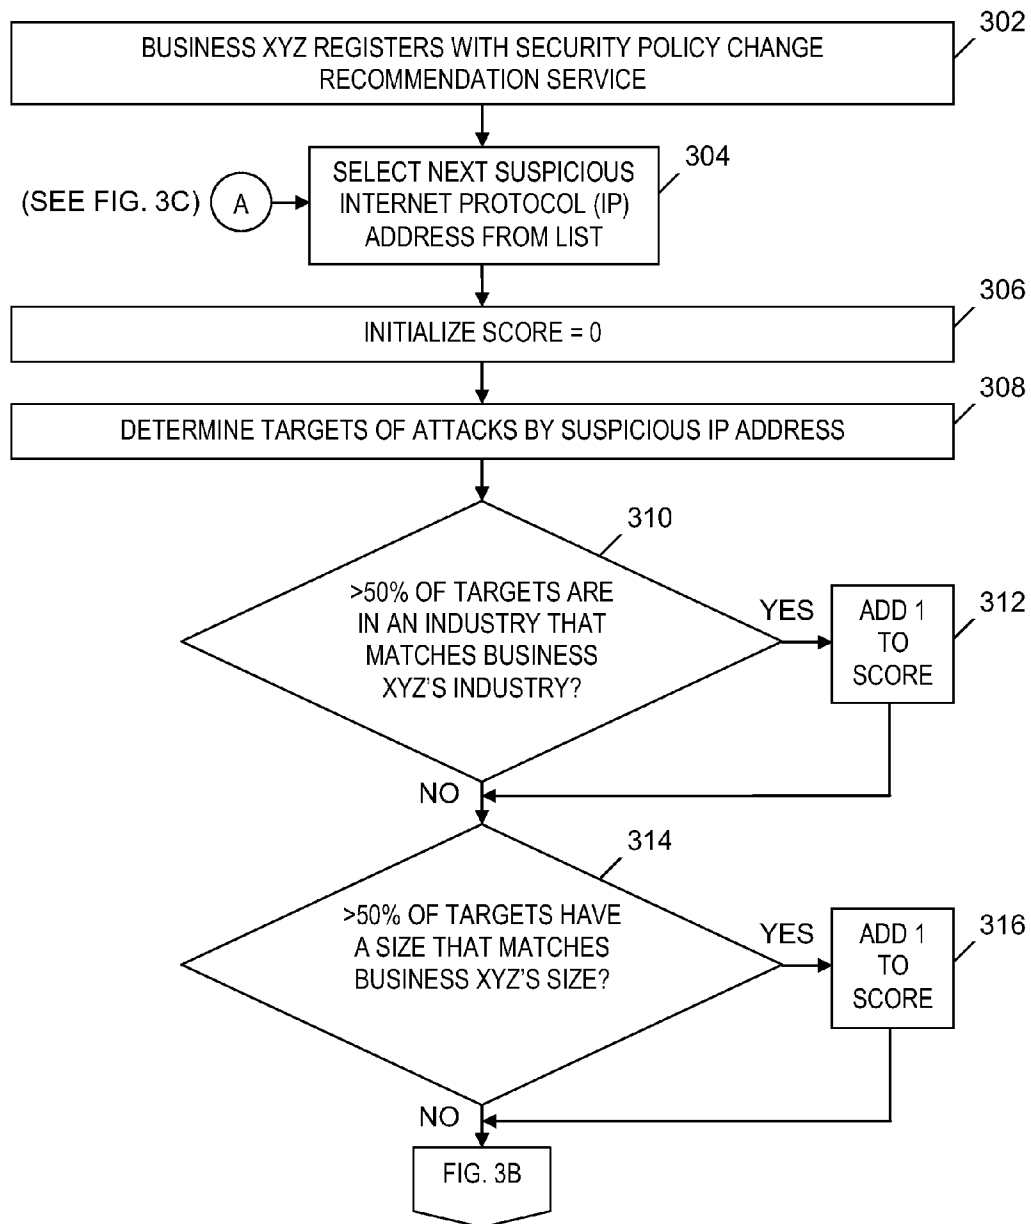 302
BUSINESS XYZ REGISTERS WITH SECURITY POLICY CHANGE
RECOMMENDATION SERVICE
304
(SEE FIG. 3C)
A
SELECT NEXT SUSPICIOUS
INTERNET PROTOCOL (IP)
ADDRESS FROM LIST
306
INITIALIZE SCORE = 0
308
DETERMINE TARGETS OF ATTACKS BY SUSPICIOUS IP ADDRESS
310
>50% OF TARGETS ARE
IN AN INDUSTRY THAT
MATCHES BUSINESS
XYZ'S INDUSTRY?
YES
312
ADD 1
TO
SCORE
NO
314
>50% OF TARGETS HAVE
A SIZE THAT MATCHES
BUSINESS XYZ'S SIZE?
YES
316
ADD 1
TO
SCORE
NO
FIG. 3B